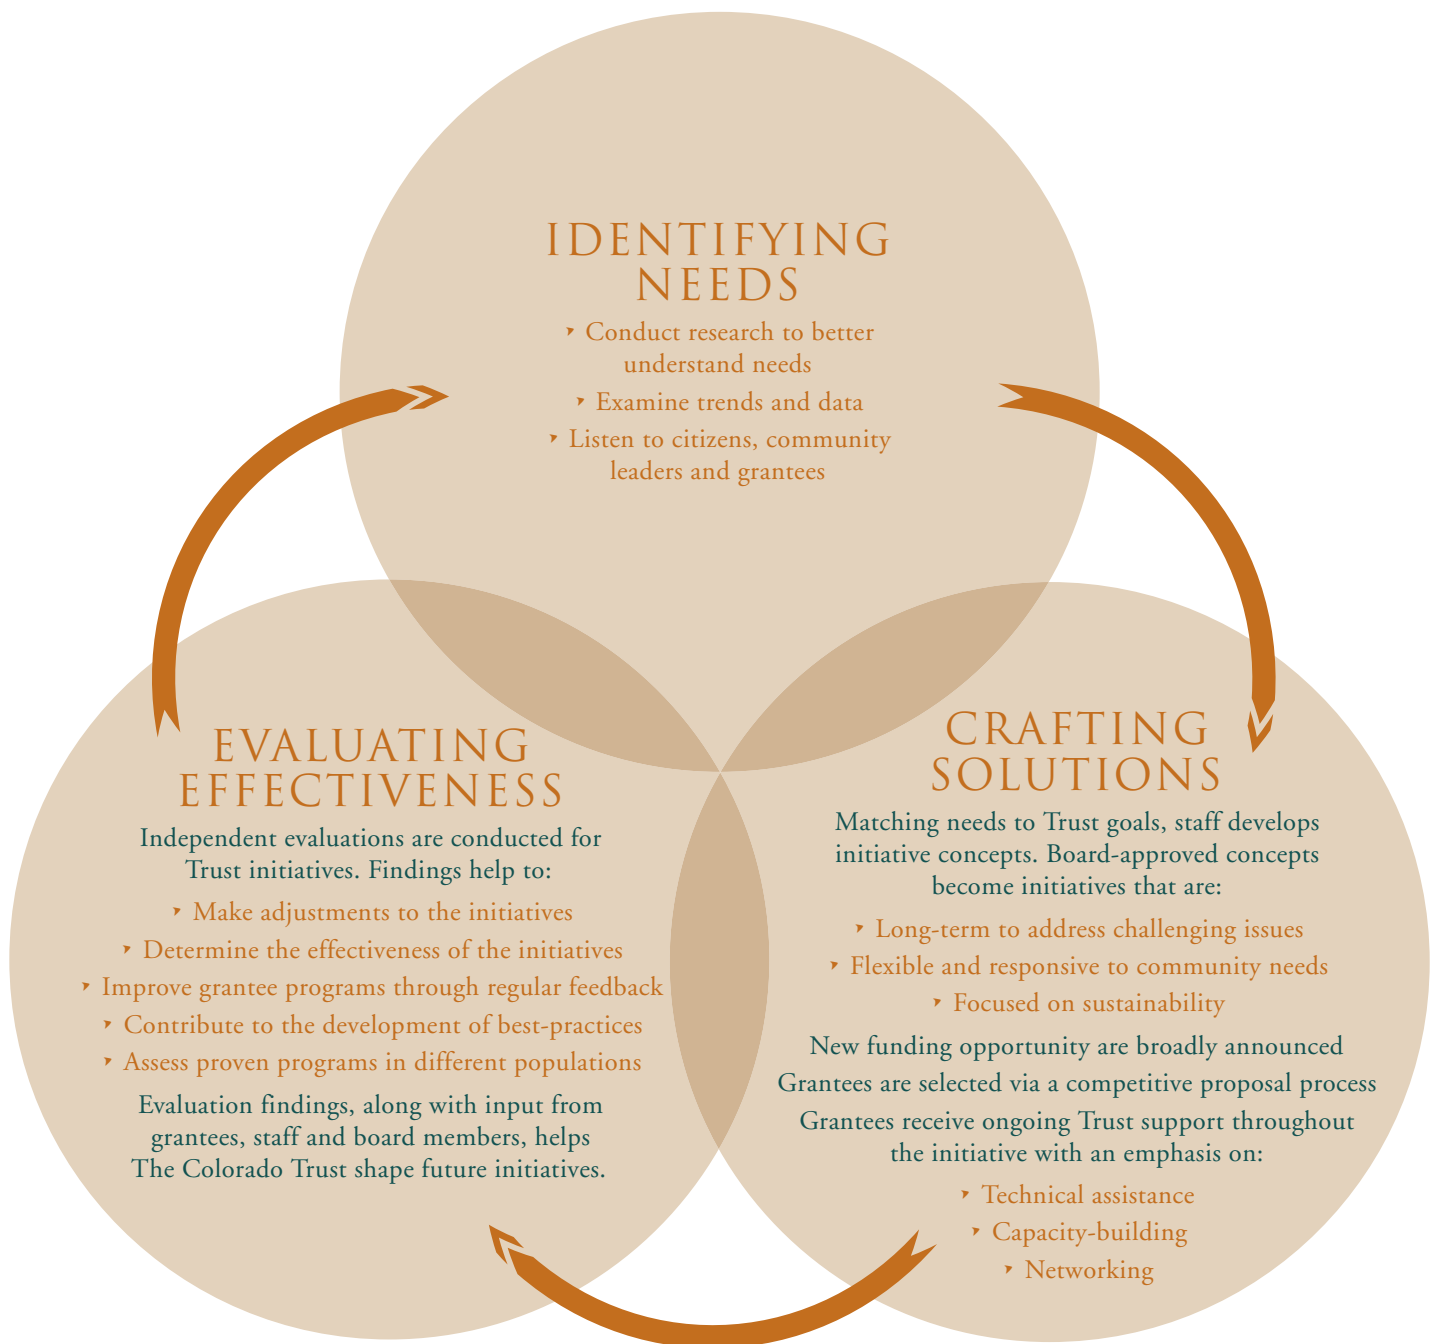 IDENTIFYING
NEEDS
Conduct research to better
understand needs
Examine trends and data
Listen to citizens, community
leaders and grantees
EVALUATING
EFFECTIVENESS
Independent evaluations are conducted for
Trust initiatives. Findings help to:
Make adjustments to the initiatives
Determine the effectiveness of the initiatives
Improve grantee programs through regular feedback
Contribute to the development of best-practices
Assess proven programs in different populations
Evaluation findings, along with input from
grantees, staff and board members, helps
The Colorado Trust shape future initiatives.
CRAFTING
SOLUTIONS
Matching needs to Trust goals, staff develops
initiative concepts. Board-approved concepts
become initiatives that are:
Long-term to address challenging issues
Flexible and responsive to community needs
Focused on sustainability
New funding opportunity are broadly announced
Grantees are selected via a competitive proposal process
Grantees receive ongoing Trust support throughout
the initiative with an emphasis on:
Technical assistance
Capacity-building
Networking